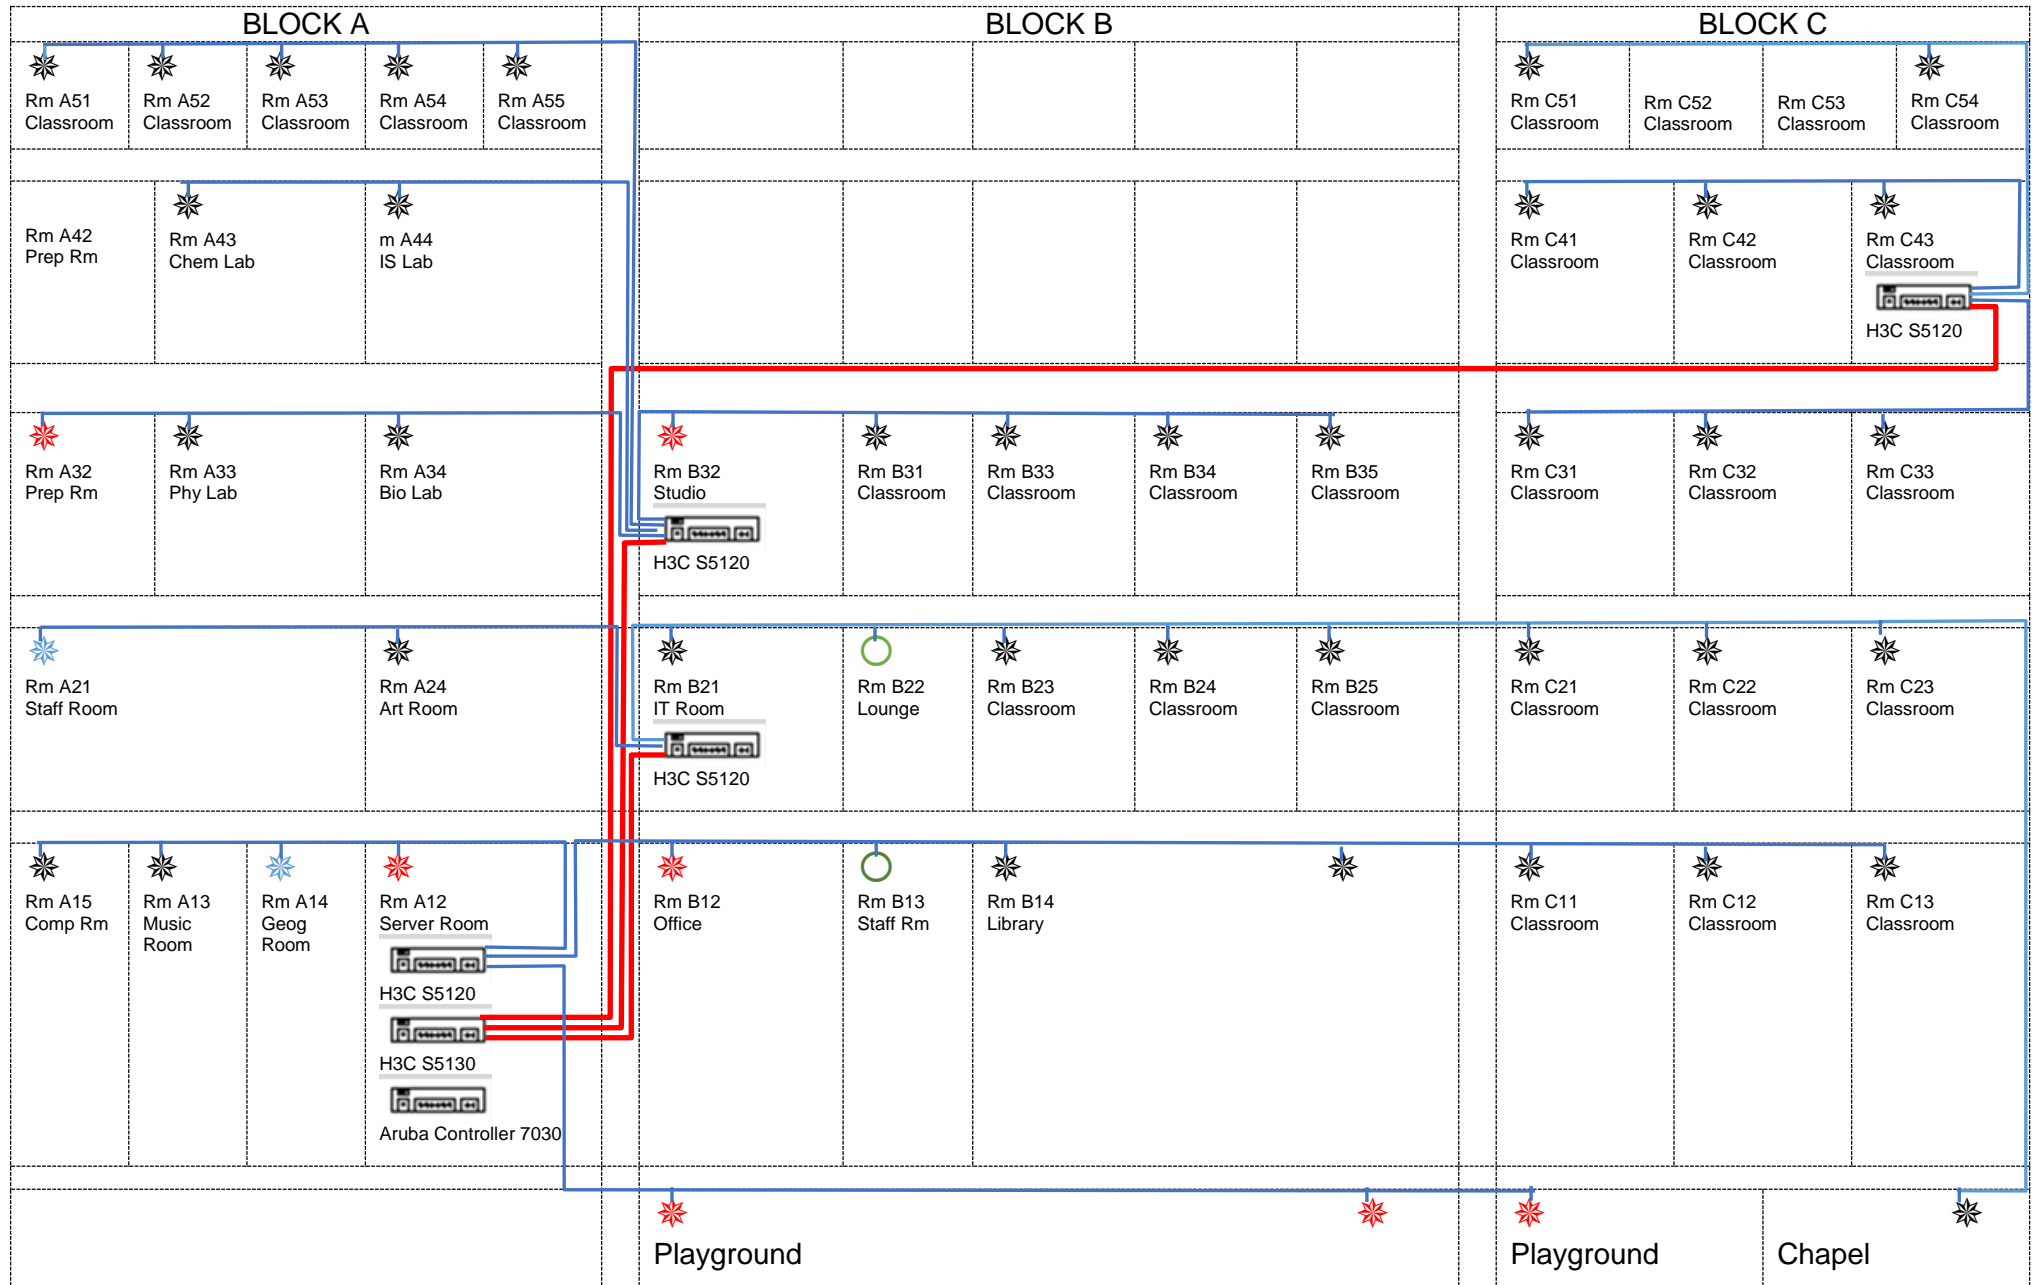 BLOCK A
BLOCK B
BLOCK C
Rm A51
Classroom
Rm A52
Classroom
Rm A53
Classroom
Rm A54
Classroom
Rm A55
Classroom
Rm C51
Classroom
Rm C52
Classroom
Rm C53
Classroom
Rm C54
Classroom
Rm A42
Prep Rm
Rm A43
Chem Lab
m A44
IS Lab
Rm C41
Classroom
Rm C42
Classroom
Rm C43
Classroom
H3C S5120
Rm A32
Prep Rm
Rm A33
Phy Lab
Rm A34
Bio Lab
Rm B32
Studio
H3C S5120
Rm B31
Classroom
Rm B33
Classroom
Rm B34
Classroom
Rm B35
Classroom
Rm C31
Classroom
Rm C32
Classroom
Rm C33
Classroom
Rm A21
Staff Room
Rm A24
Art Room
Rm B21
IT Room
H3C S5120
Rm B22
Lounge
Rm B23
Classroom
Rm B24
Classroom
Rm B25
Classroom
Rm C21
Classroom
Rm C22
Classroom
Rm C23
Classroom
Rm A15
Comp Rm
Rm A13
Music
Room
Rm A14
Geog
Room
Rm A12
Server Room
H3C S5120
H3C S5130
Aruba Controller 7030
Rm B12
Office
Rm B13
Staff Rm
Rm B14
Library
Rm C11
Classroom
Rm C12
Classroom
Rm C13
Classroom
Playground
Playground
Chapel